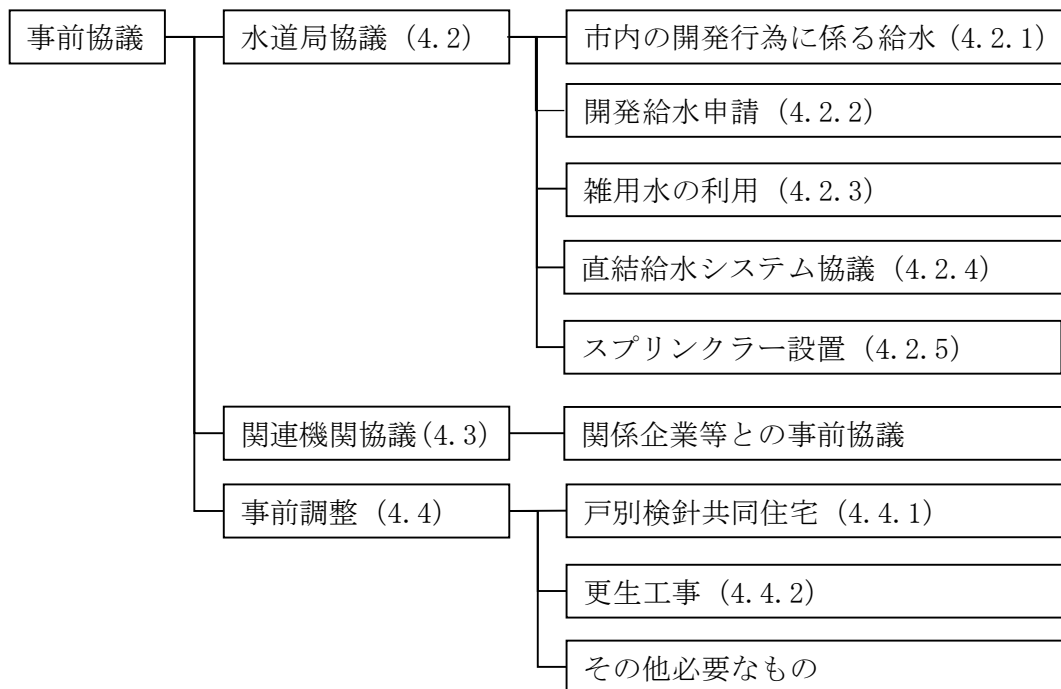 事前協議
水道局協議 (4.2)
市内の開発行為に係る給水 (4.2.1)
開発給水申請 (4.2.2)
雑用水の利用 (4.2.3)
直結給水システム協議 (4.2.4)
スプリンクラー設置 (4.2.5)
関連機関協議(4.3)
関係企業等との事前協議
事前調整 (4.4)
戸別検針共同住宅 (4.4.1)
更生工事 (4.4.2)
その他必要なもの